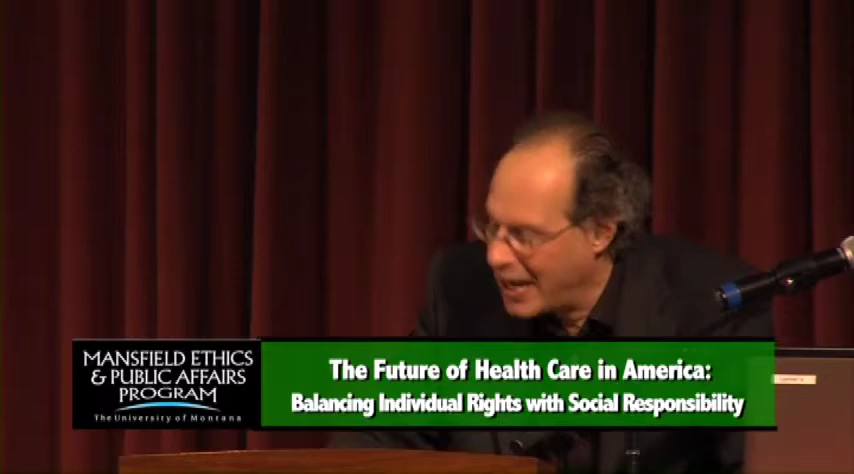 MANSFIELD ETHICS
& PUBLIC AFFAIRS
PROGRAM
The University of Montana
The Future of Health Care in America:
Balancing Individual Rights with Social Responsibility